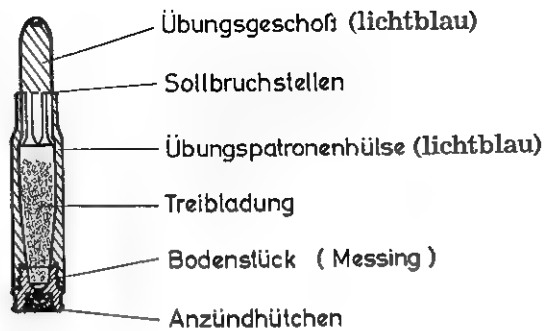 Übungsgeschoß (lichtblau)
Sollbruchstellen
Übungspatronenhülse (lichtblau)
Treibladung
Bodenstück ( Messing )
Anzündhütchen